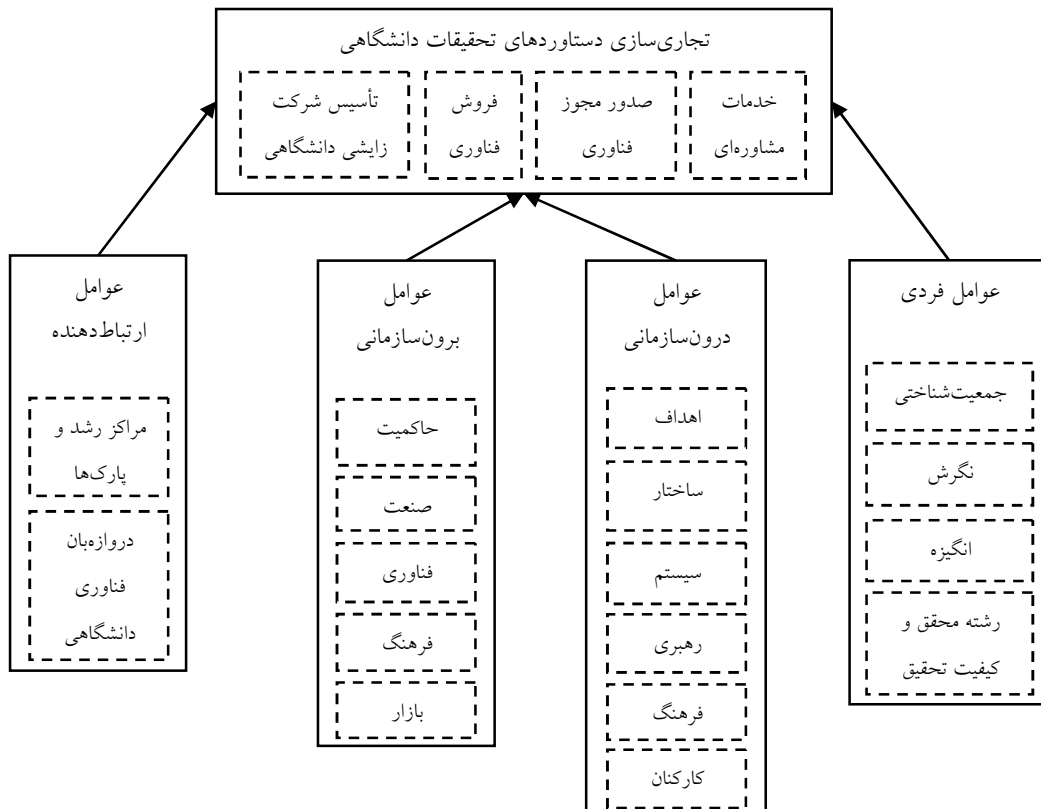 تجاری‌سازی دستاوردهای تحقیقات دانشگاهی
خدمات
مشاوره‌ای
صدور مجوز
فناوری
فروش
فناوری
تأسیس شرکت
زایشی دانشگاهی
عوامل فردی
جمعیت‌شناختی
نگرش
انگیزه
رشته محقق و
کیفیت تحقیق
عوامل
درون‌سازمانی
اهداف
ساختار
سیستم
رهبری
فرهنگ
کارکنان
عوامل
برون‌سازمانی
حاکمیت
صنعت
فناوری
فرهنگ
بازار
عوامل
ارتباط‌دهنده
مراکز رشد و
پارک‌ها
دروازه‌بان
فناوری
دانشگاهی